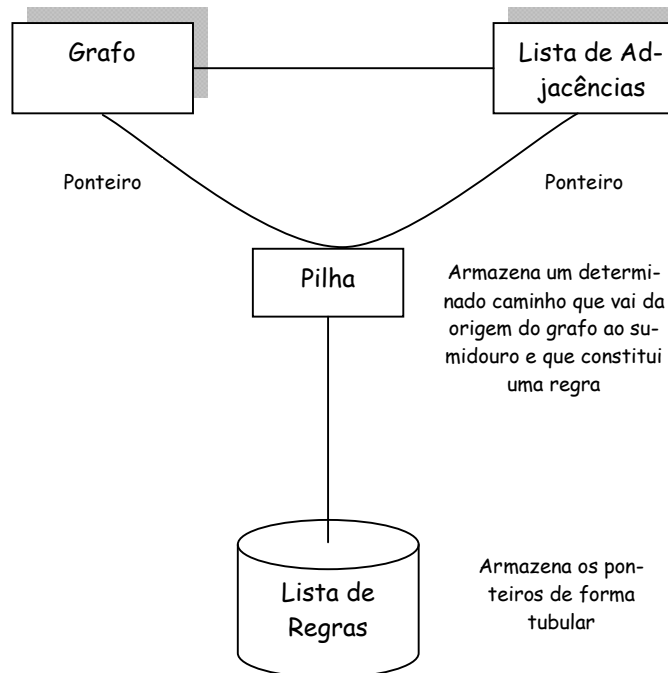 Grafo
Lista de Ad-
jacências
Ponteiro
Ponteiro
Pilha
Armazena um determi-
nado caminho que vai da
origem do grafo ao su-
midouro e que constitui
uma regra
Lista de
Regras
Armazena os pon-
teiros de forma
tubular